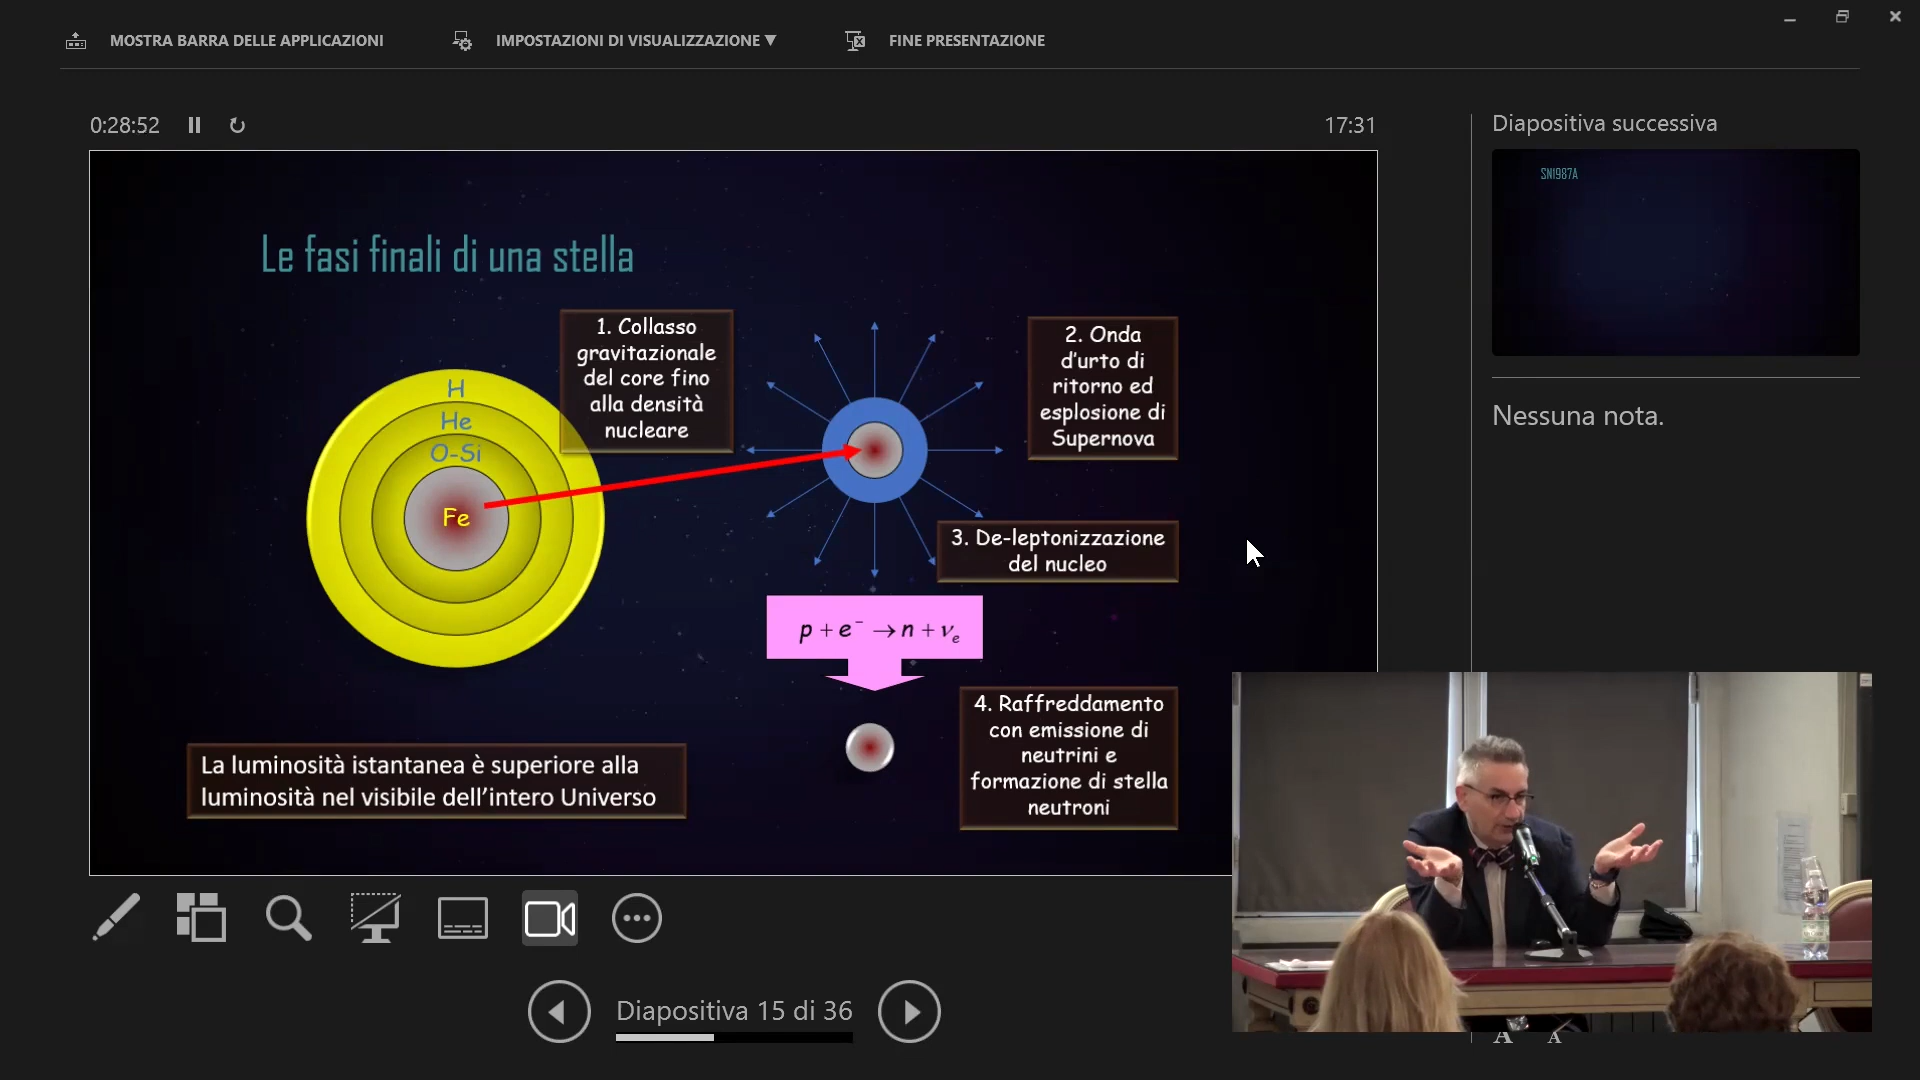 MOSTRA BARRA DELLE APPLICAZIONI
IMPOSTAZIONI DI VISUALIZZAZIONE ▼
FINE PRESENTAZIONE
0:28:52
17:31
Diapositiva successiva
SN1987A
Nessuna nota.
Le fasi finali di una stella
1. Collasso
gravitazionale
del core fino
alla densità
nucleare
2. Onda
d'urto di
ritorno ed
esplosione di
Supernova
H
He
O-Si
Fe
3. De-leptonizzazione
del nucleo
p + e⁻ → n + νₑ
4. Raffreddamento
con emissione di
neutrini e
formazione di stella
neutroni
La luminosità istantanea è superiore alla
luminosità nel visibile dell'intero Universo
Diapositiva 15 di 36
A A